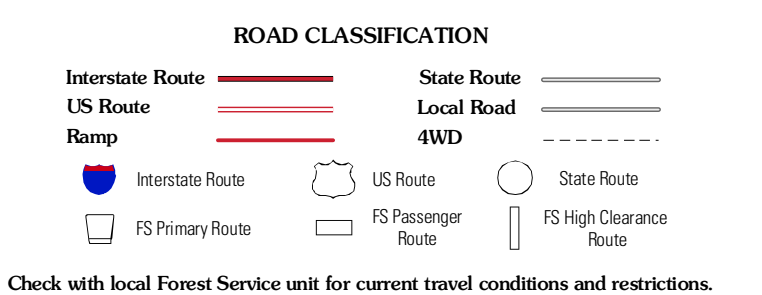 ROAD CLASSIFICATION
Interstate Route
State Route
US Route
Local Road
Ramp
4WD
Interstate Route
US Route
State Route
FS Primary Route
FS Passenger
Route
FS High Clearance
Route
Check with local Forest Service unit for current travel conditions and restrictions.